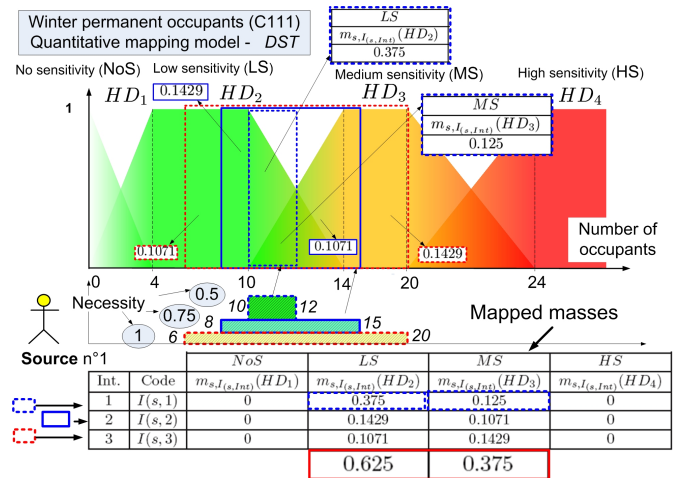 Winter permanent occupants (C111)
Quantitative mapping model - DST
LS
m_{s,I_{(s,Int)}}(HD_2)
0.375
No sensitivity (NoS) Low sensitivity (LS) Medium sensitivity (MS) High sensitivity (HS)
HD_1 0.1429 HD_2 HD_3 HD_4
1
MS
m_{s,I_{(s,Int)}}(HD_3)
0.125
Number of
occupants
0.1071 0.1071 0.1429
0 4 10 14 20 24
Necessity 0.5
0.75
1
10 12
8 15
6 20
Mapped masses
Source n°1
NoS LS MS HS
Int. Code m_{s,I_{(s,Int)}}(HD_1) m_{s,I_{(s,Int)}}(HD_2) m_{s,I_{(s,Int)}}(HD_3) m_{s,I_{(s,Int)}}(HD_4)
1 I(s,1) 0 0.375 0.125 0
2 I(s,2) 0 0.1429 0.1071 0
3 I(s,3) 0 0.1071 0.1429 0
0.625 0.375